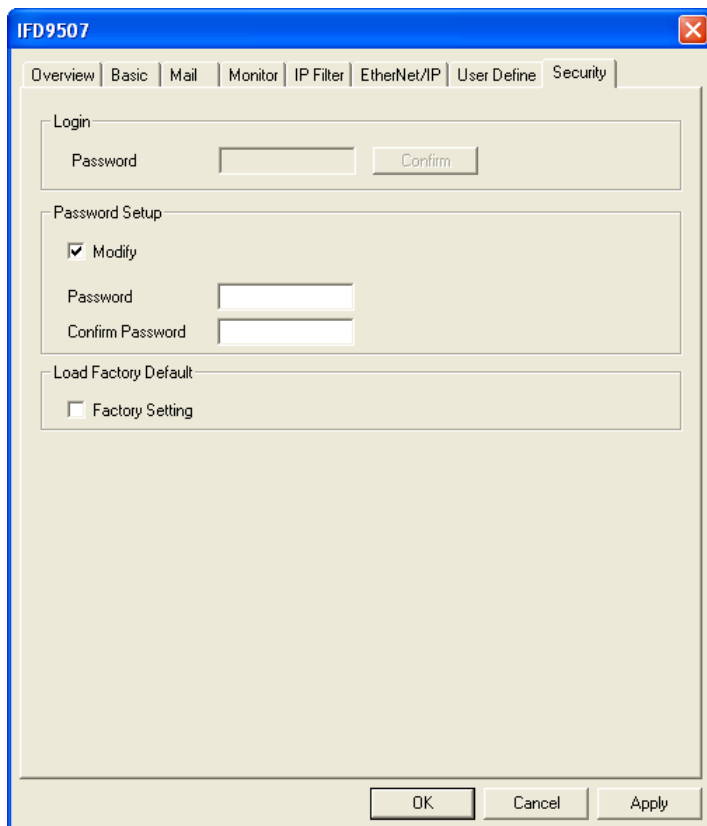 IFD9507
Overview Basic Mail Monitor IP Filter EtherNet/IP User Define Security
Login
Password Confirm
Password Setup
Modify
Password
Confirm Password
Load Factory Default
Factory Setting
OK Cancel Apply